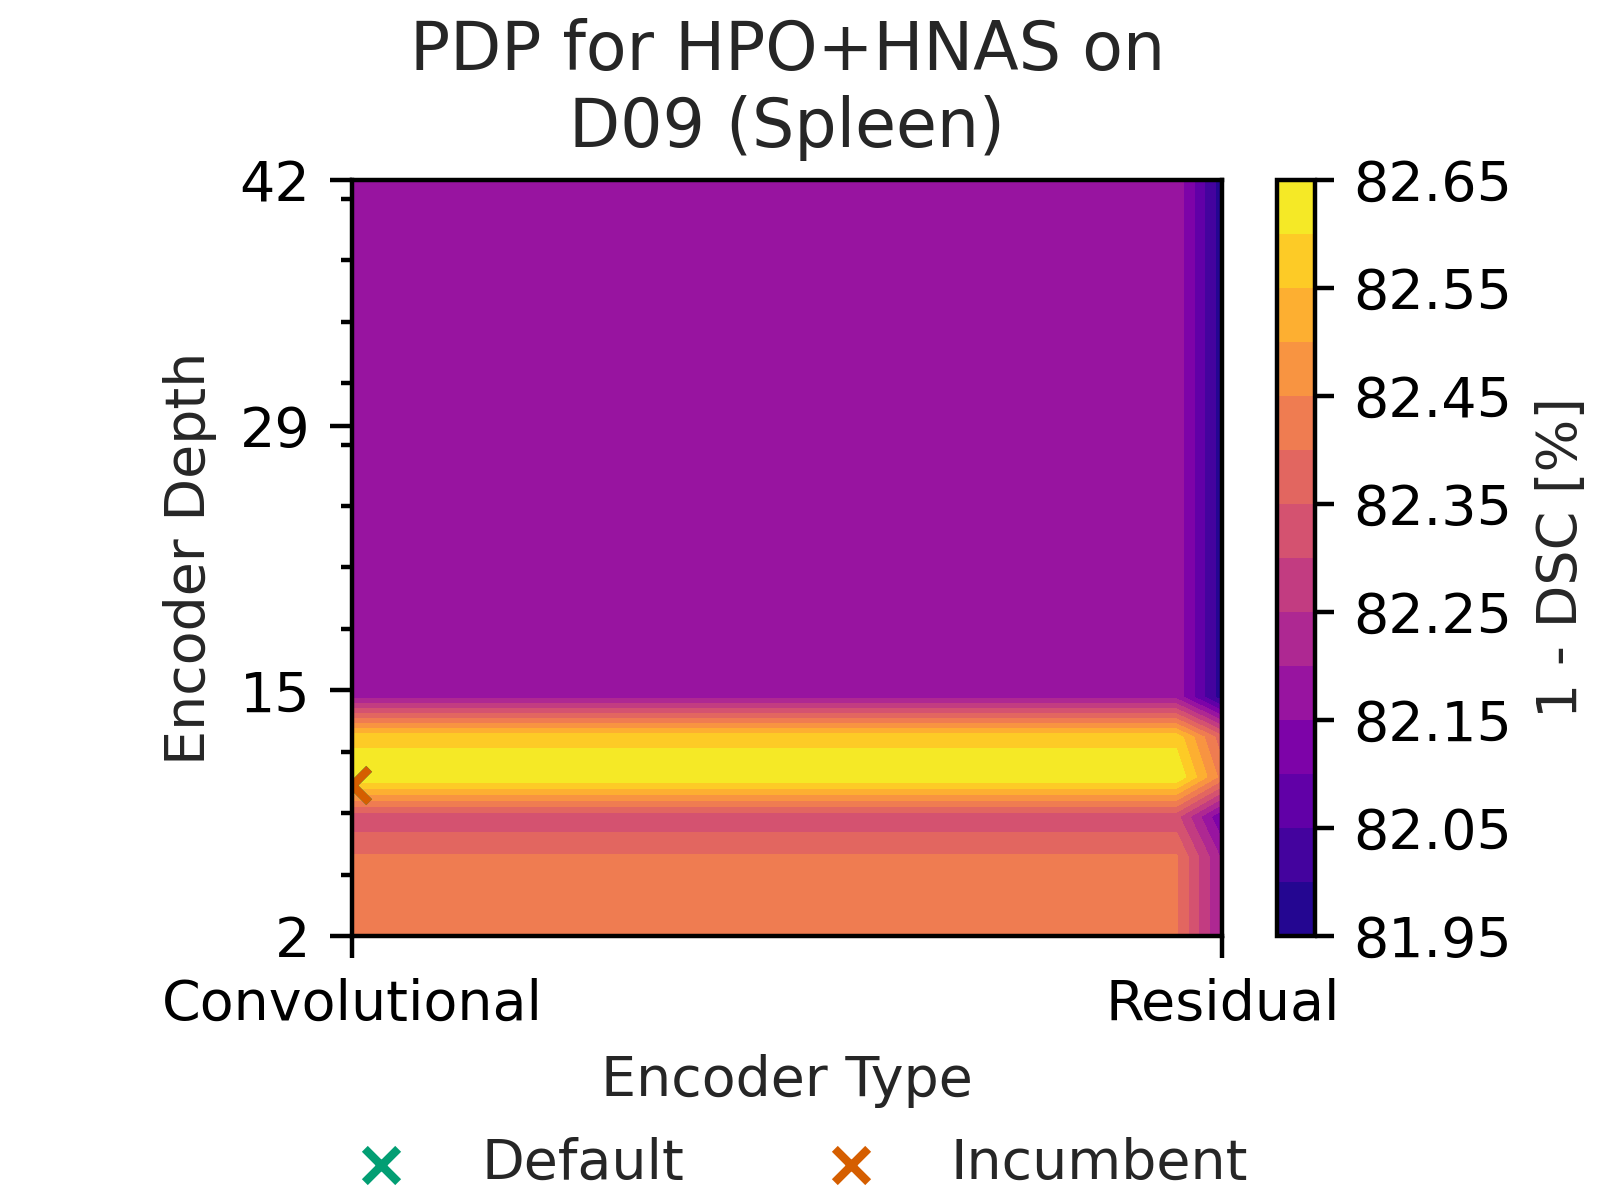 PDP for HPO+HNAS on
D09 (Spleen)
42
29
15
2
Encoder Depth
Convolutional
Residual
Encoder Type
82.65
82.55
82.45
82.35
82.25
82.15
82.05
81.95
1 - DSC [%]
Default
Incumbent